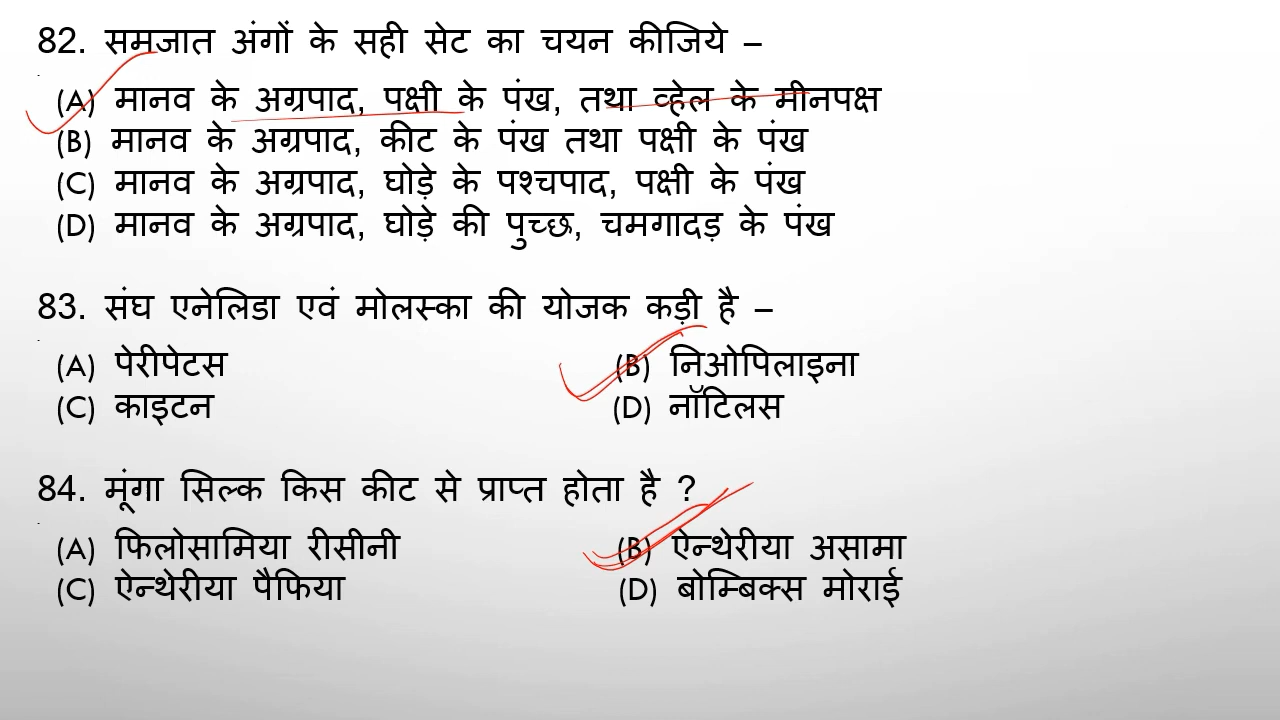 82. समजात अंगों के सही सेट का चयन कीजिये –
(A) मानव के अग्रपाद, पक्षी के पंख, तथा व्हेल के मीनपक्ष
(B) मानव के अग्रपाद, कीट के पंख तथा पक्षी के पंख
(C) मानव के अग्रपाद, घोड़े के पश्चपाद, पक्षी के पंख
(D) मानव के अग्रपाद, घोड़े की पुच्छ, चमगादड़ के पंख
83. संघ एनेलिडा एवं मोलस्का की योजक कड़ी है –
(A) पेरीपेटस (B) निओपिलाइना
(C) काइटन (D) नॉटिलस
84. मूंगा सिल्क किस कीट से प्राप्त होता है ?
(A) फिलोसामिया रीसीनी (B) ऐन्थेरीया असामा
(C) ऐन्थेरीया पैफिया (D) बोम्बिक्स मोराई